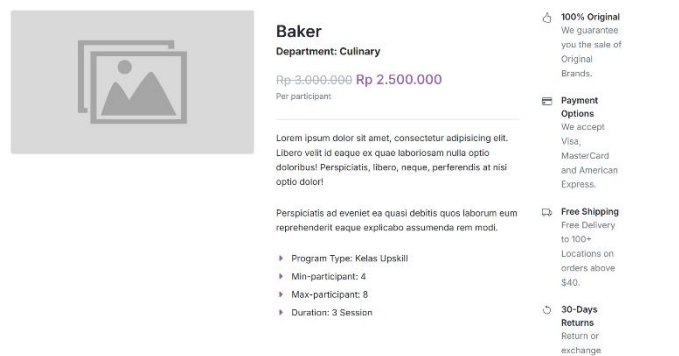 Baker
Department: Culinary
Rp 3.000.000 Rp 2.500.000
Per participant
Lorem ipsum dolor sit amet, consectetur adipisicing elit.
Libero velit id eaque ex quae laboriosam nulla optio
doloribus! Perspiciatis, libero, neque, perferendis at nisi
optio dolor!
Perspiciatis ad eveniet ea quasi debitis quos laborum eum
reprehenderit eaque explicabo assumenda rem modi.
Program Type: Kelas Upskill
Min-participant: 4
Max-participant: 8
Duration: 3 Session
100% Original
We guarantee
you the sale of
Original
Brands.
Payment
Options
We accept
Visa,
MasterCard
and American
Express.
Free Shipping
Free Delivery
to 100+
Locations on
orders above
$40.
30-Days
Returns
Return or
exchange